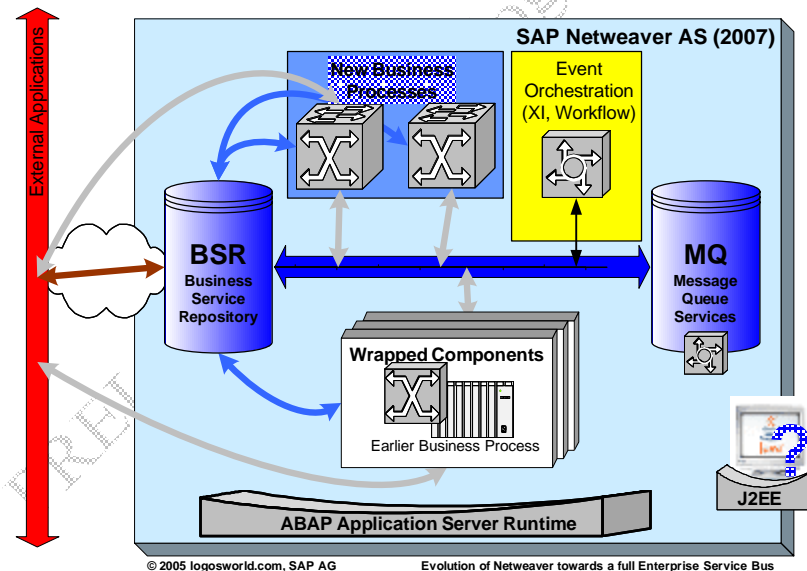 SAP Netweaver AS (2007)
External Applications
New Business
Processes
Event
Orchestration
(XI, Workflow)
BSR
Business
Service
Repository
MQ
Message
Queue
Services
Wrapped Components
Earlier Business Process
J2EE
ABAP Application Server Runtime
© 2005 logosworld.com, SAP AG
Evolution of Netweaver towards a full Enterprise Service Bus